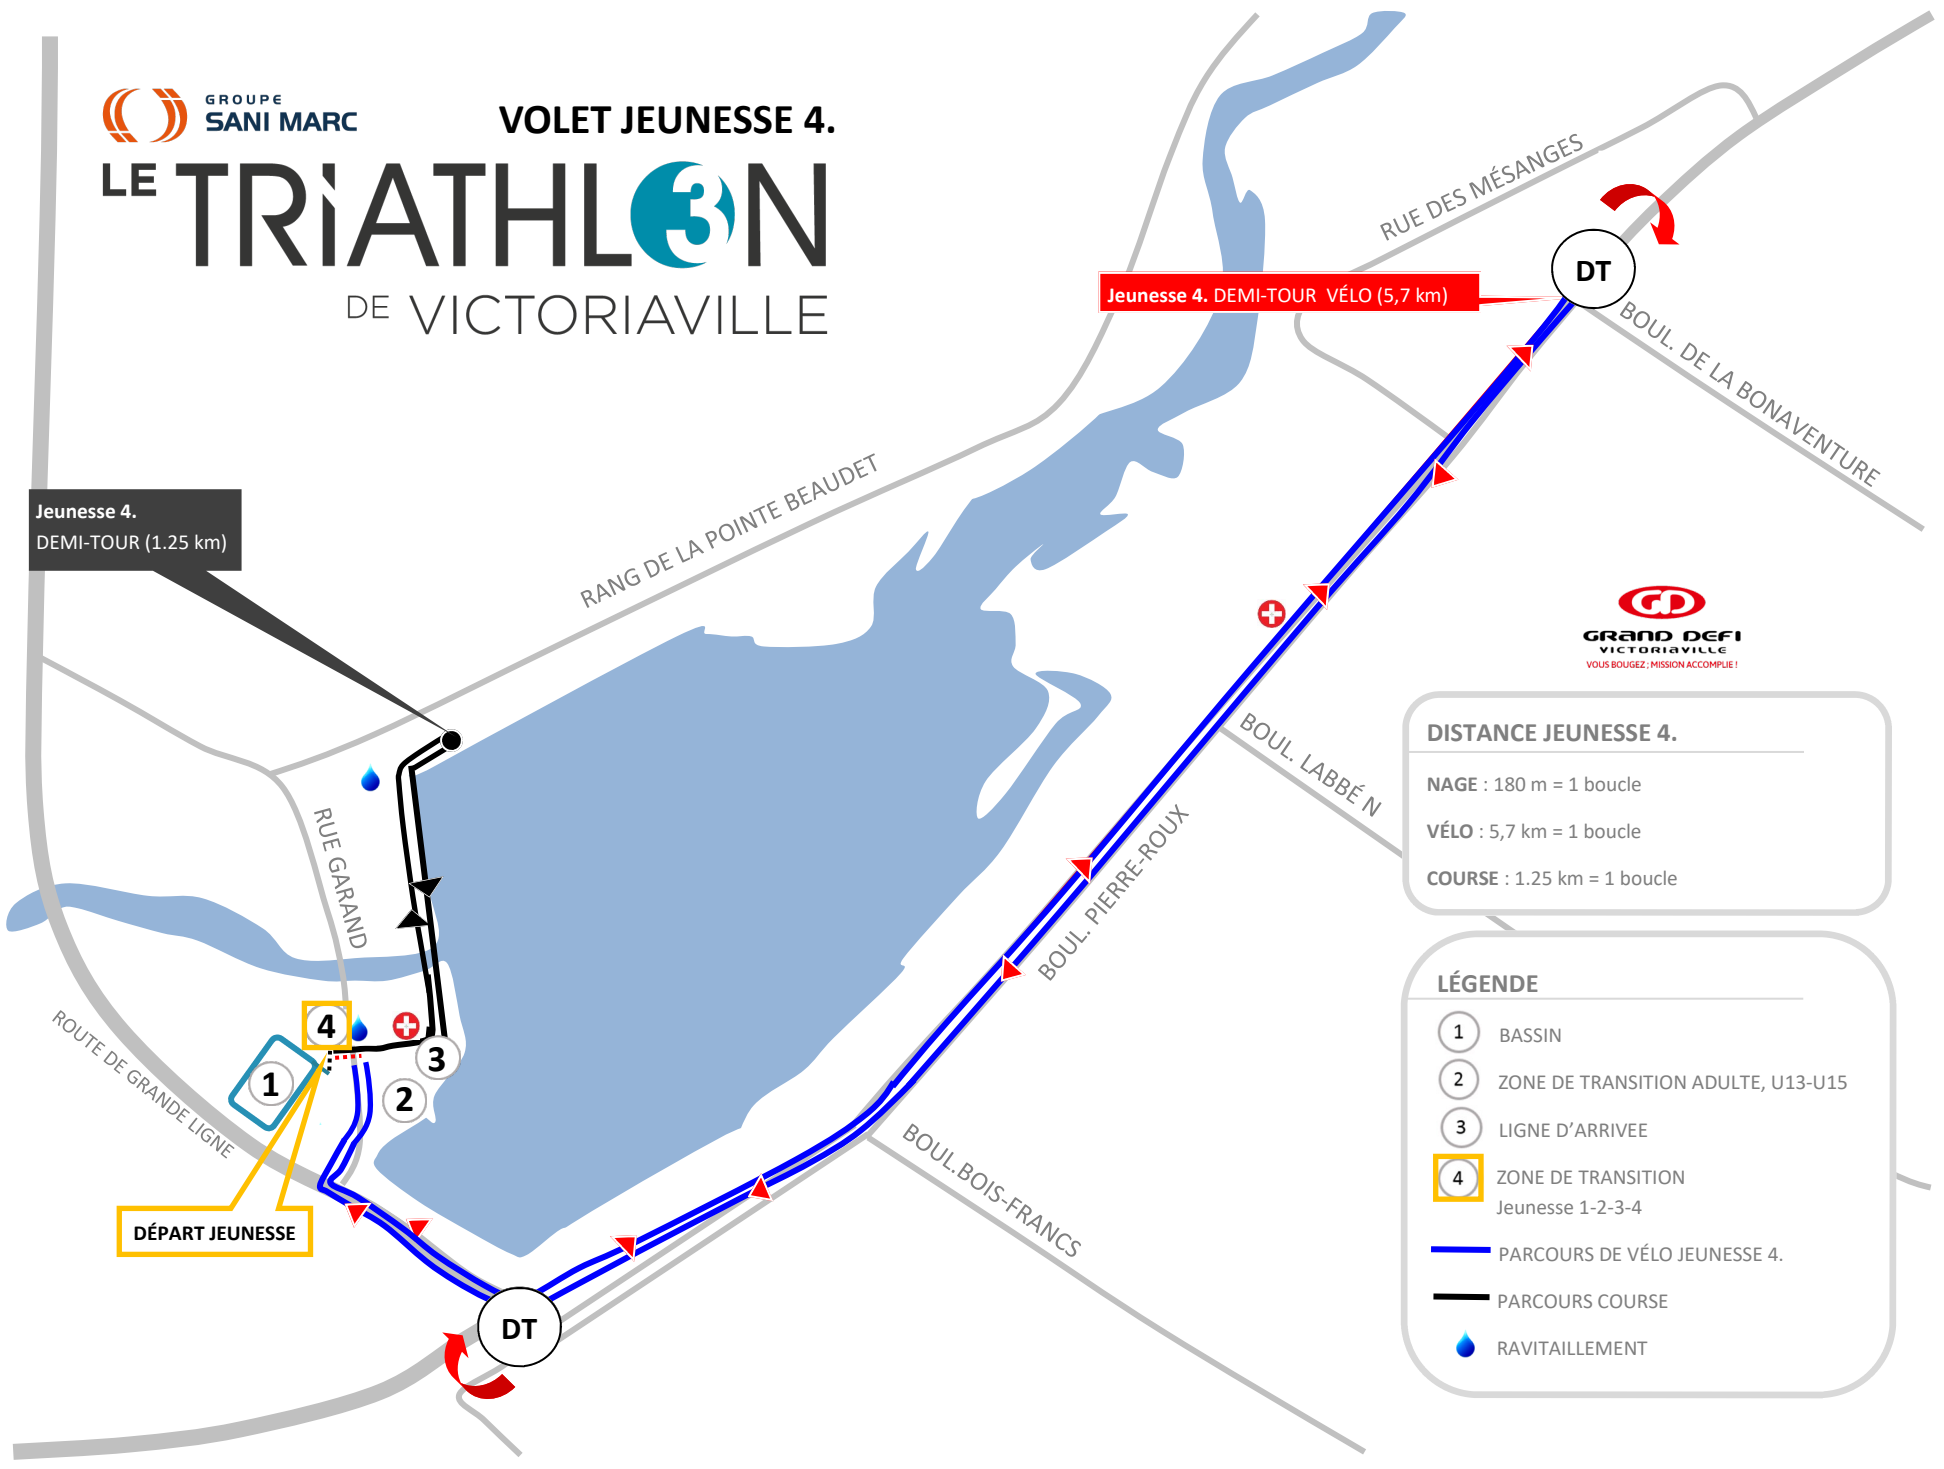 GROUPE
SANI MARC
VOLET JEUNESSE 4.
LE TRiATHL3N
DE VICTORIAVILLE
RUE DES MÉSANGES
DT
Jeunesse 4. DEMI-TOUR VÉLO (5,7 km)
BOUL. DE LA BONAVENTURE
RANG DE LA POINTE BEAUDET
Jeunesse 4.
DEMI-TOUR (1.25 km)
GD
GRAND DEFI
VICTORIAVILLE
VOUS BOUGEZ ; MISSION ACCOMPLIE !
BOUL. LABBÉ N
BOUL. PIERRE-ROUX
RUE GARAND
DISTANCE JEUNESSE 4.
NAGE : 180 m = 1 boucle
VÉLO : 5,7 km = 1 boucle
COURSE : 1.25 km = 1 boucle
ROUTE DE GRANDE LIGNE
4
3
1
2
DÉPART JEUNESSE
BOUL.BOIS-FRANCS
DT
LÉGENDE
1 BASSIN
2 ZONE DE TRANSITION ADULTE, U13-U15
3 LIGNE D'ARRIVEE
4 ZONE DE TRANSITION
Jeunesse 1-2-3-4
PARCOURS DE VÉLO JEUNESSE 4.
PARCOURS COURSE
RAVITAILLEMENT